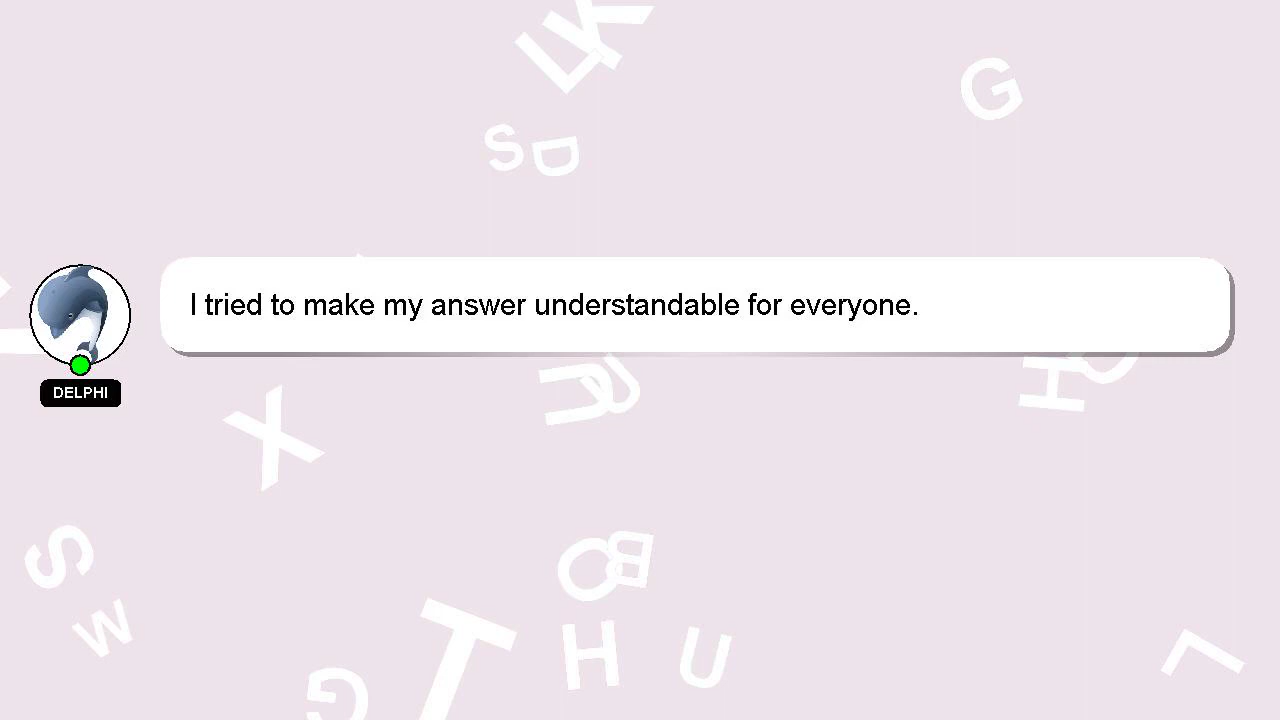 L
K
G
S
D
I tried to make my answer understandable for everyone.
DELPHI
U
U
H
X
S
C
B
W
T
H
U
L
G